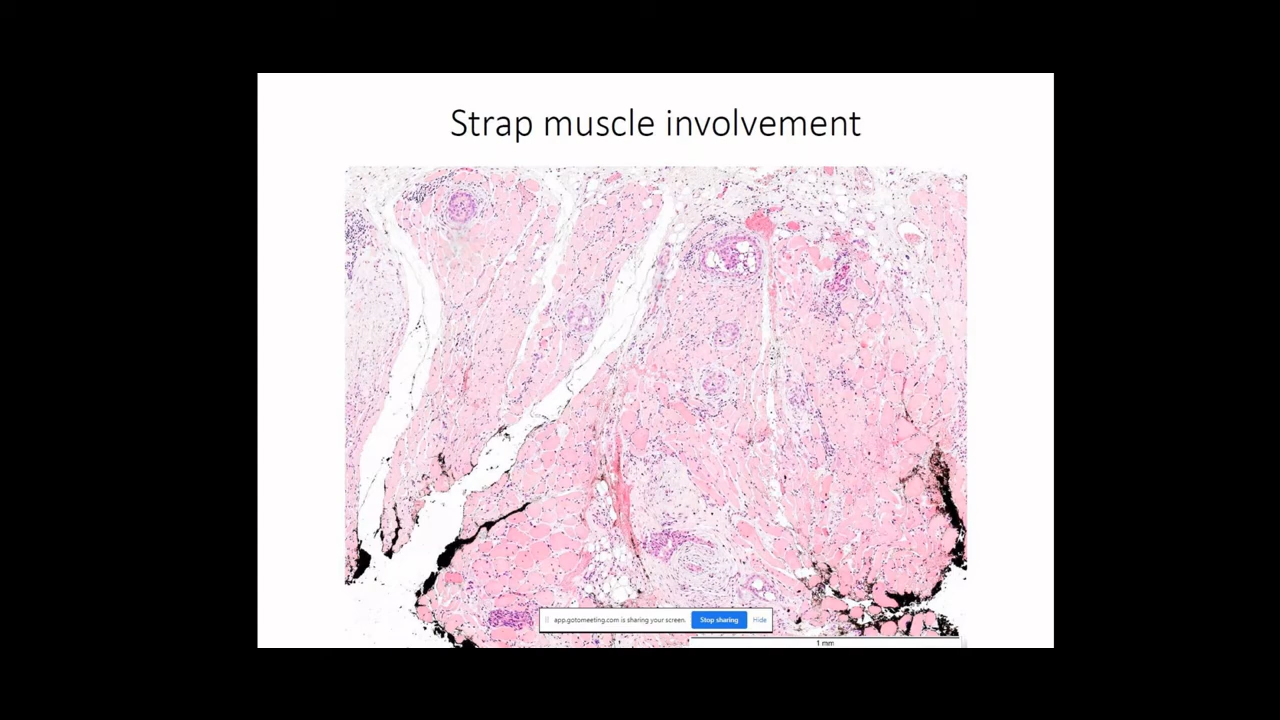 Strap muscle involvement
app.gotomeeting.com is sharing your screen. Stop sharing Hide
1 mm